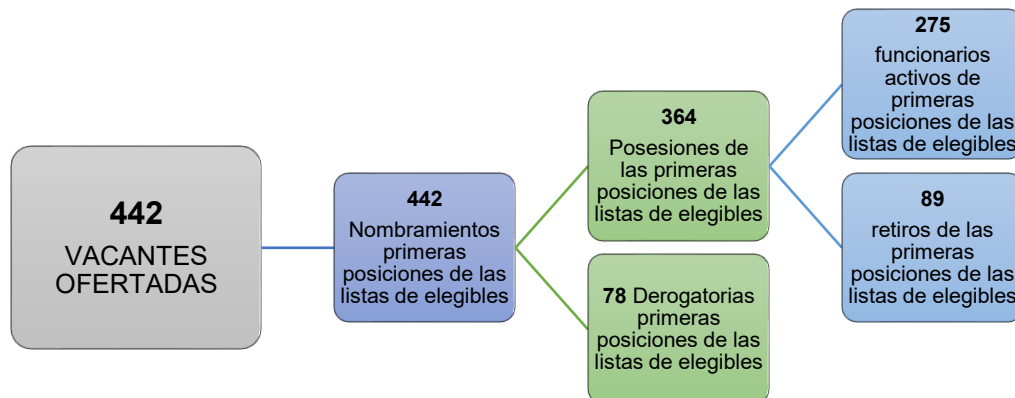 442
VACANTES
OFERTADAS
442
Nombramientos
primeras
posiciones de las
listas de elegibles
364
Posesiones de
las primeras
posiciones de las
listas de elegibles
78 Derogatorias
primeras
posiciones de las
listas de elegibles
275
funcionarios
activos de
primeras
posiciones de las
listas de elegibles
89
retiros de las
primeras
posiciones de las
listas de elegibles